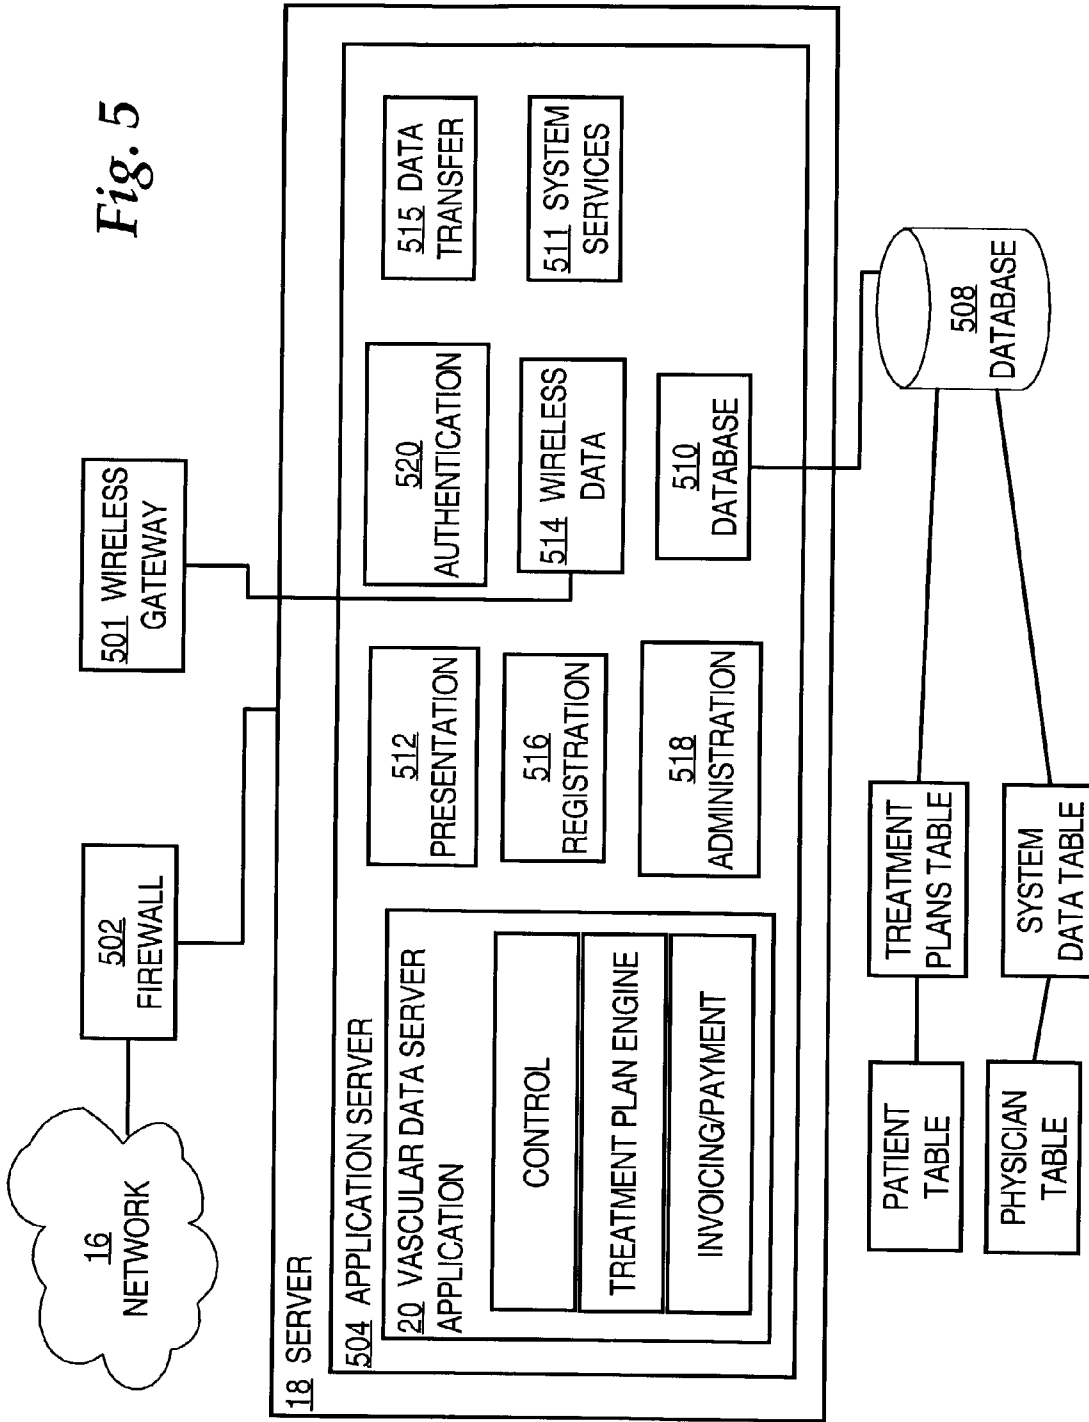 Fig. 5
16
NETWORK
502
FIREWALL
501 WIRELESS
GATEWAY
18 SERVER
504 APPLICATION SERVER
20 VASCULAR DATA SERVER
APPLICATION
CONTROL
TREATMENT PLAN ENGINE
INVOICING/PAYMENT
512
PRESENTATION
516
REGISTRATION
518
ADMINISTRATION
520
AUTHENTICATION
514 WIRELESS
DATA
510
DATABASE
515 DATA
TRANSFER
511 SYSTEM
SERVICES
508
DATABASE
PATIENT
TABLE
TREATMENT
PLANS TABLE
PHYSICIAN
TABLE
SYSTEM
DATA TABLE